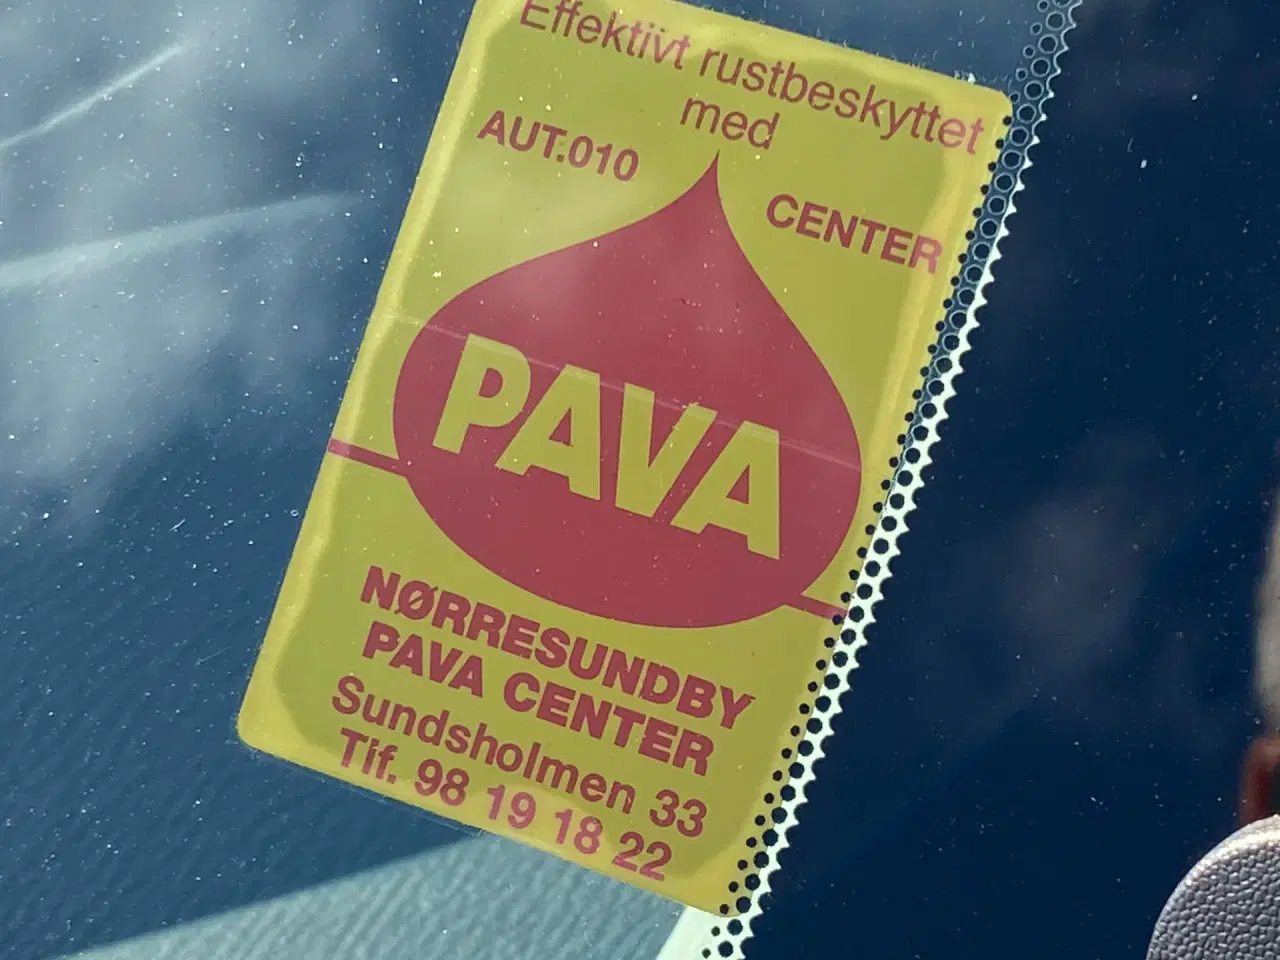 Effektivt rustbeskyttet
med
AUT.010 CENTER
PAVA
NØRRESUNDBY
PAVA CENTER
Sundsholmen 33
Tlf. 98 19 18 22